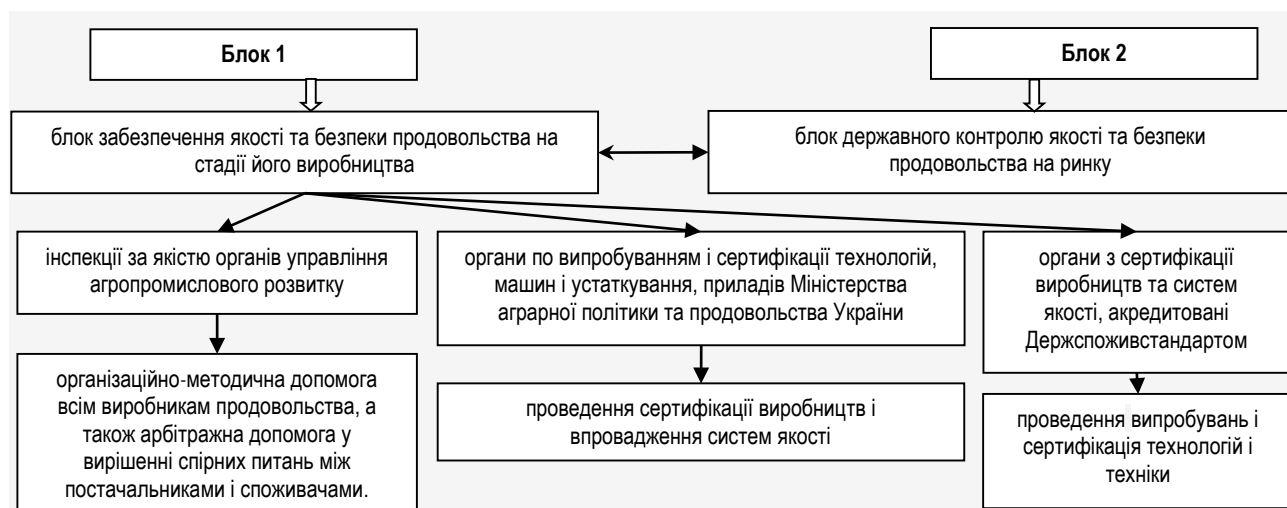 Блок 1
Блок 2
блок забезпечення якості та безпеки продовольства на
стадії його виробництва
блок державного контролю якості та безпеки
продовольства на ринку
інспекції за якістю органів управління
агропромислового розвитку
органи по випробуванням і сертифікації технологій,
машин і устаткування, приладів Міністерства
аграрної політики та продовольства України
органи з сертифікації
виробництв та систем
якості, акредитовані
Держспоживстандартом
організаційно-методична допомога
всім виробникам продовольства, а
також арбітражна допомога у
вирішенні спірних питань між
постачальниками і споживачами.
проведення сертифікації виробництв і
впровадження систем якості
проведення випробувань і
сертифікація технологій і
техніки